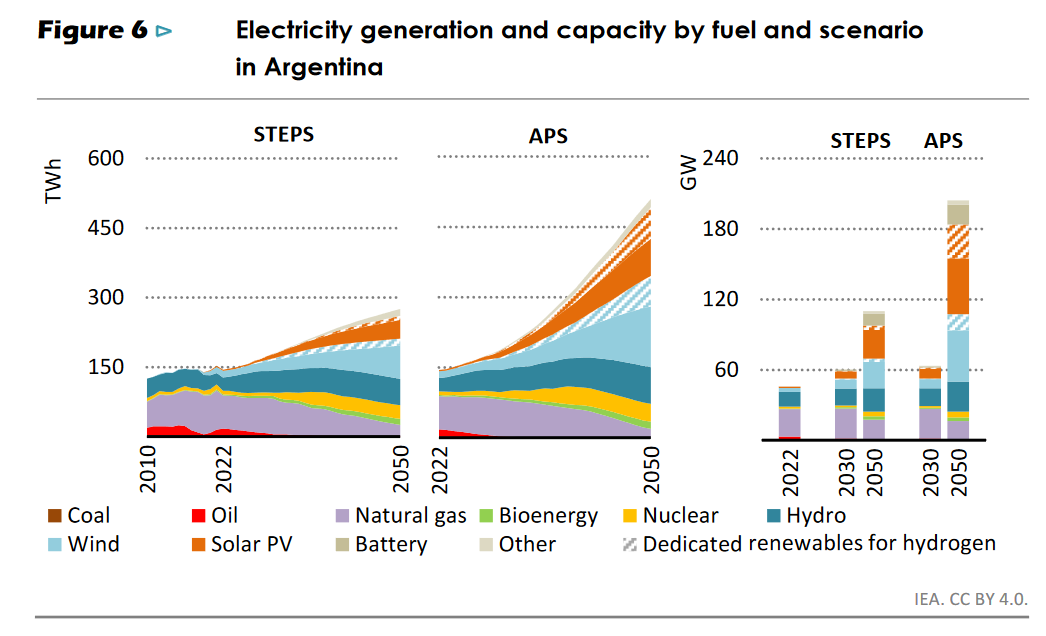 Figure 6 ▷ Electricity generation and capacity by fuel and scenario
in Argentina
STEPS
APS
STEPS APS
TWh
600
450
300
150
2010
2022
2050
2022
2050
GW
240
180
120
60
2022
2030
2050
2030
2050
Coal Oil Natural gas Bioenergy Nuclear Hydro
Wind Solar PV Battery Other Dedicated renewables for hydrogen
IEA. CC BY 4.0.